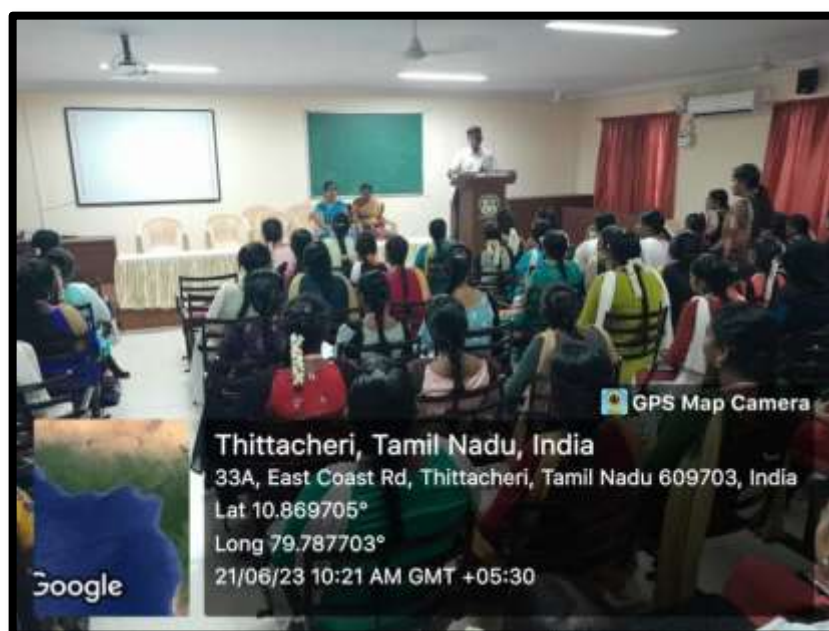 GPS Map Camera
Thittacheri, Tamil Nadu, India
33A, East Coast Rd, Thittacheri, Tamil Nadu 609703, India
Lat 10.869705°
Long 79.787703°
21/06/23 10:21 AM GMT +05:30
Google